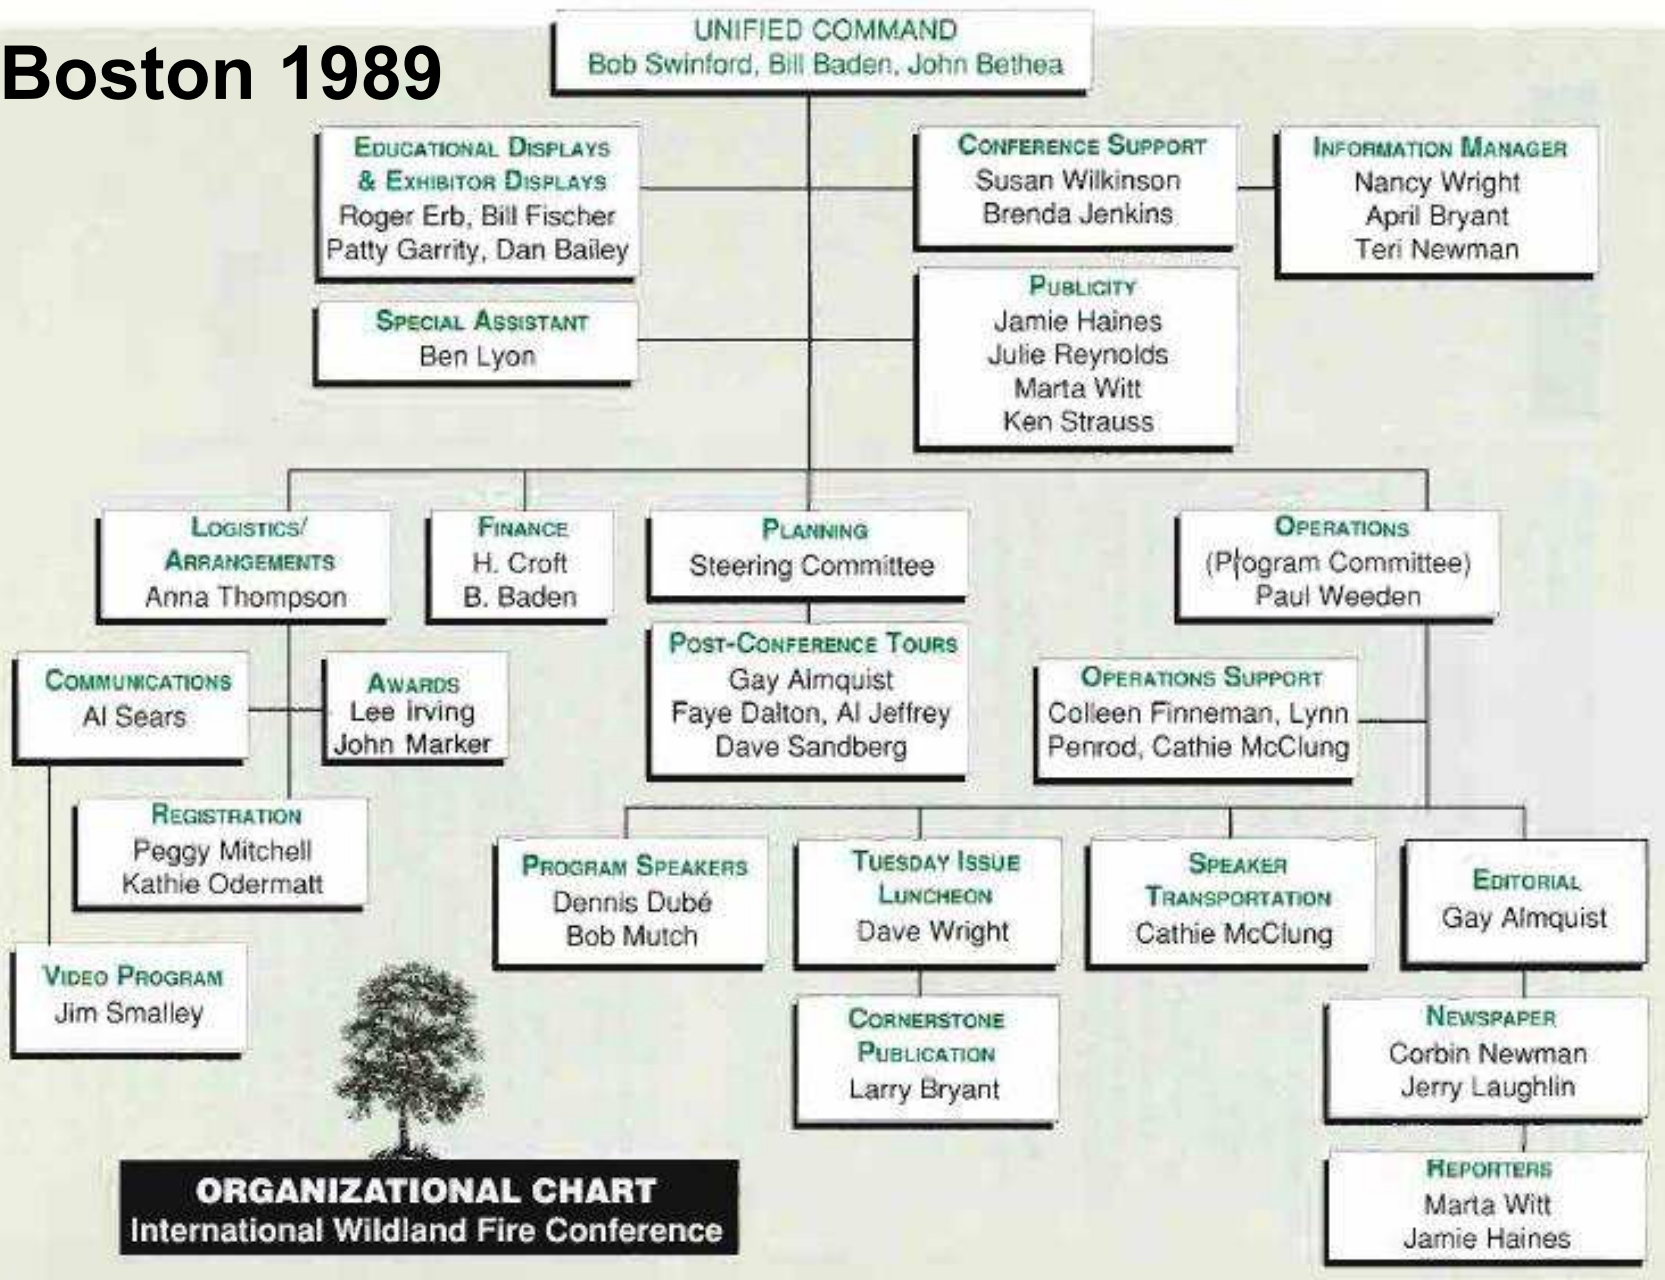 Boston 1989
UNIFIED COMMAND
Bob Swinford, Bill Baden, John Bethea
EDUCATIONAL DISPLAYS
& EXHIBITOR DISPLAYS
Roger Erb, Bill Fischer
Patty Garrity, Dan Bailey
CONFERENCE SUPPORT
Susan Wilkinson
Brenda Jenkins
INFORMATION MANAGER
Nancy Wright
April Bryant
Teri Newman
SPECIAL ASSISTANT
Ben Lyon
PUBLICITY
Jamie Haines
Julie Reynolds
Marta Witt
Ken Strauss
LOGISTICS/
ARRANGEMENTS
Anna Thompson
FINANCE
H. Croft
B. Baden
PLANNING
Steering Committee
OPERATIONS
(Program Committee)
Paul Weeden
COMMUNICATIONS
Al Sears
AWARDS
Lee Irving
John Marker
POST-CONFERENCE TOURS
Gay Almquist
Faye Dalton, Al Jeffrey
Dave Sandberg
OPERATIONS SUPPORT
Colleen Finneman, Lynn
Penrod, Cathie McClung
REGISTRATION
Peggy Mitchell
Kathie Odermatt
PROGRAM SPEAKERS
Dennis Dubé
Bob Mutch
TUESDAY ISSUE
LUNCHEON
Dave Wright
SPEAKER
TRANSPORTATION
Cathie McClung
EDITORIAL
Gay Almquist
VIDEO PROGRAM
Jim Smalley
CORNERSTONE
PUBLICATION
Larry Bryant
NEWSPAPER
Corbin Newman
Jerry Laughlin
REPORTERS
Marta Witt
Jamie Haines
ORGANIZATIONAL CHART
International Wildland Fire Conference